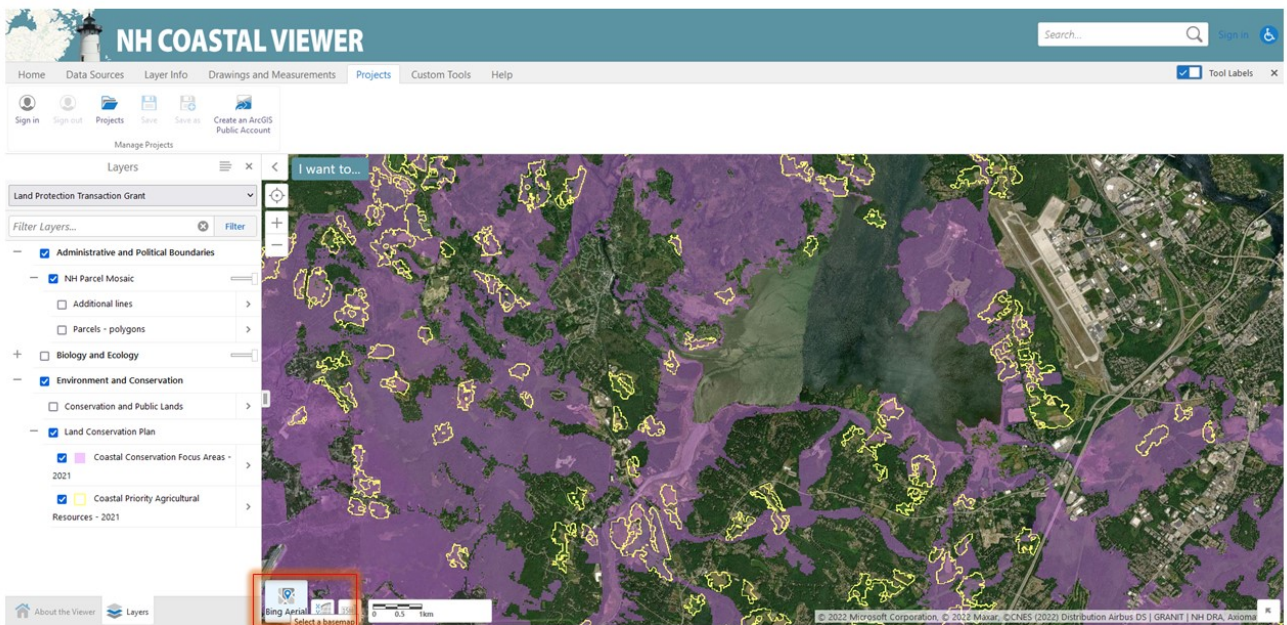 NH COASTAL VIEWER
Search...
Sign in
Home Data Sources Layer Info Drawings and Measurements Projects Custom Tools Help
Tool Labels
Sign in Sign out Projects Save Save as Create an ArcGIS
Public Account
Manage Projects
Layers
I want to...
Land Protection Transaction Grant
Filter Layers...
Filter
Administrative and Political Boundaries
NH Parcel Mosaic
Additional lines
Parcels - polygons
Biology and Ecology
Environment and Conservation
Conservation and Public Lands
Land Conservation Plan
Coastal Conservation Focus Areas -
2021
Coastal Priority Agricultural
Resources - 2021
About the Viewer
Layers
Bing Aerial
Select a basemap
0 0.5 1km
© 2022 Microsoft Corporation, © 2022 Maxar, ©CNES (2022) Distribution Airbus DS | GRANIT | NH DRA, Axioma